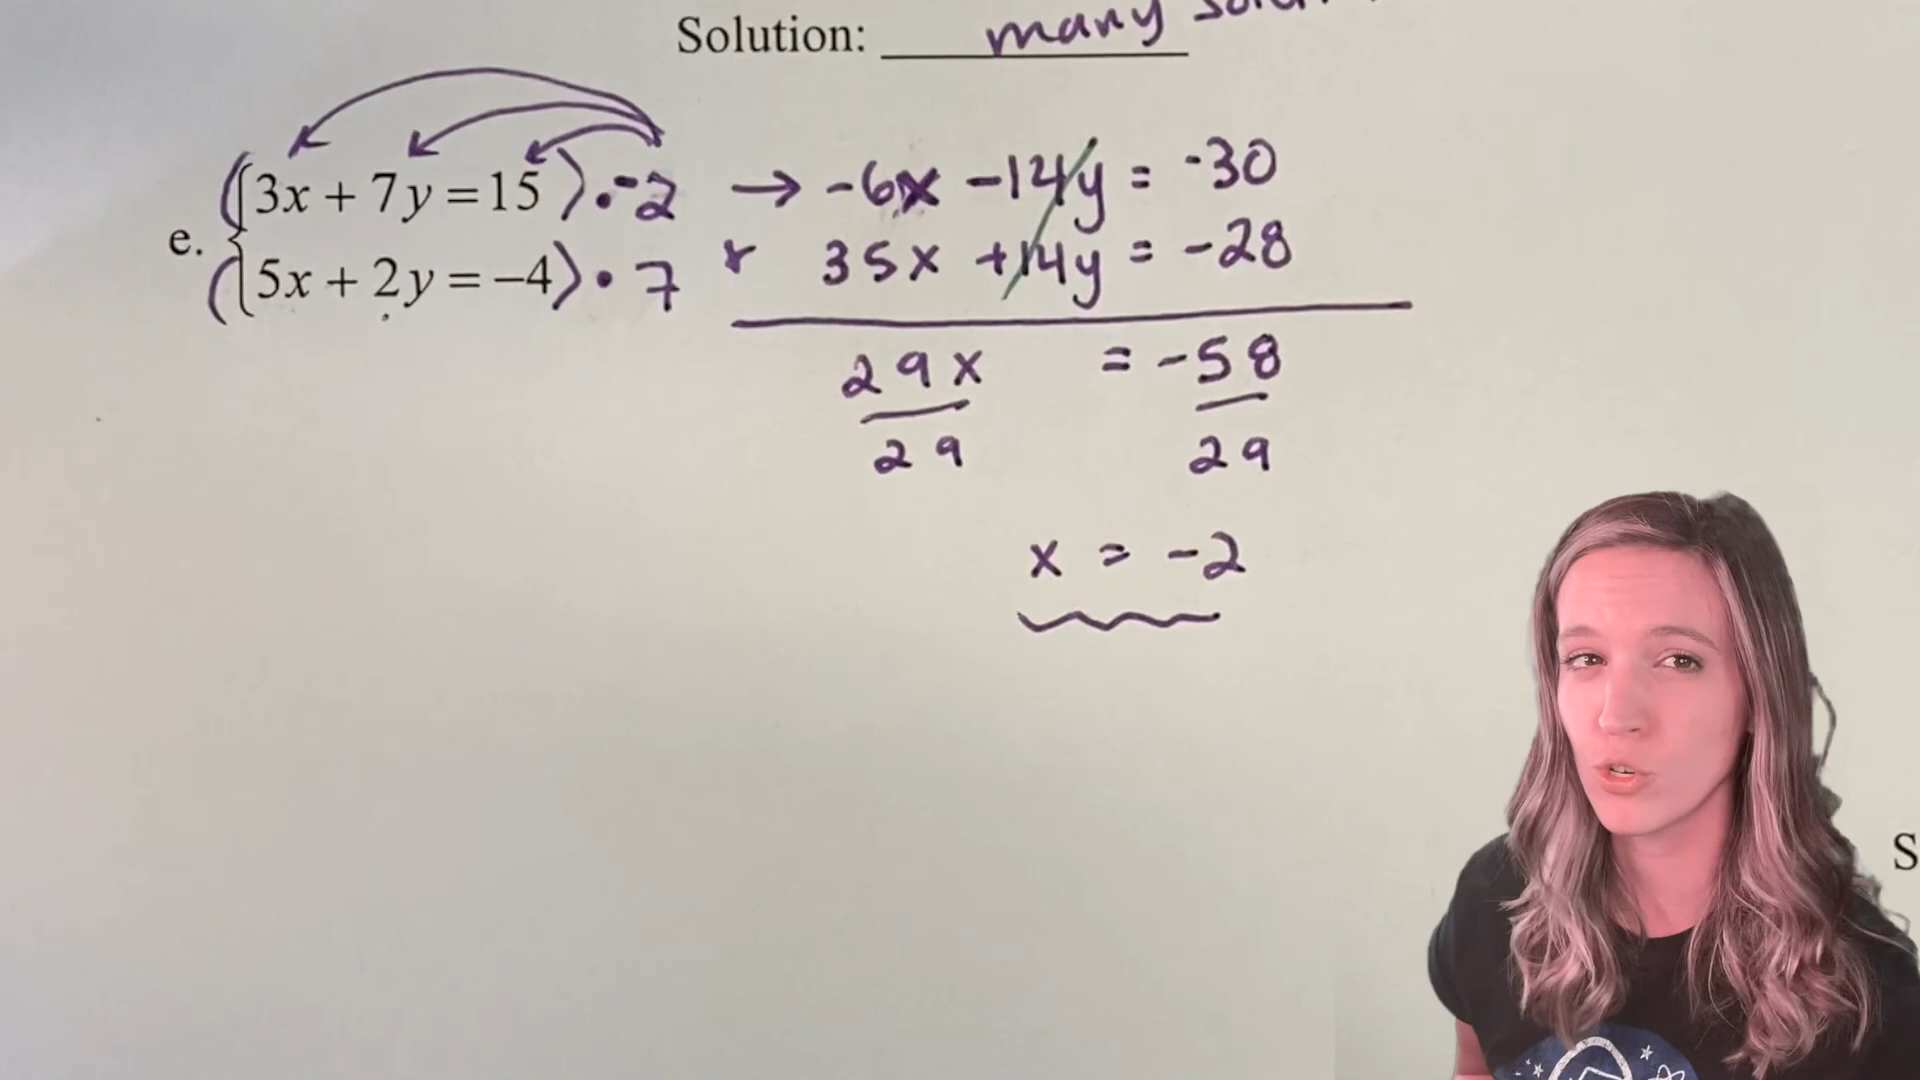 Solution: many
e. (3x + 7y = 15) · -2 → -6x - 14y = -30
(5x + 2y = -4) · 7 + 35x + 14y = -28
29x = -58
29 29
x = -2
S